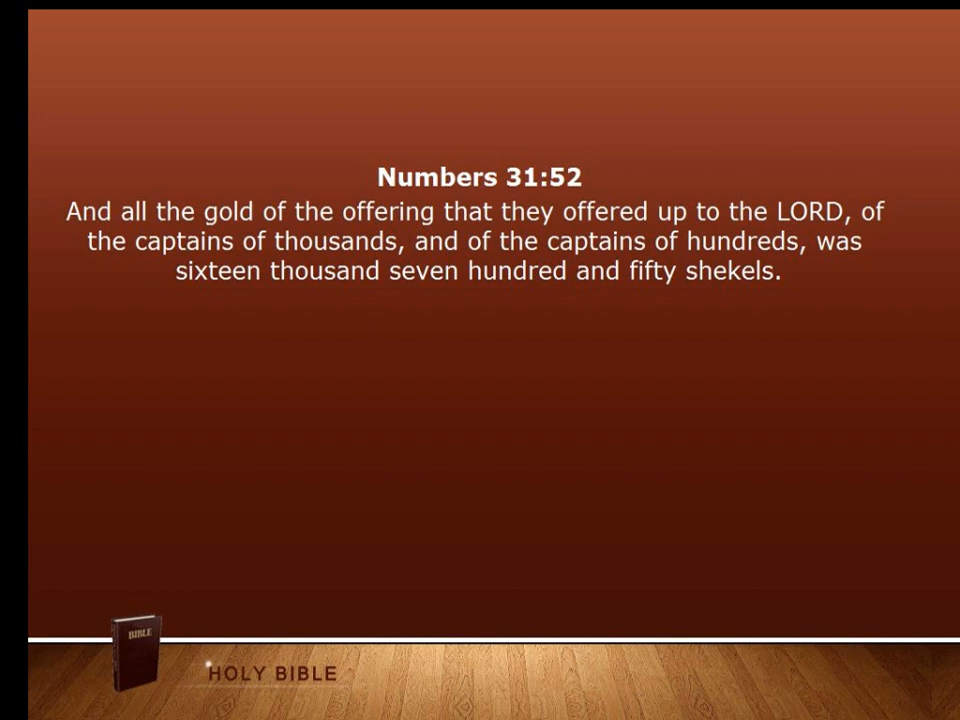 Numbers 31:52
And all the gold of the offering that they offered up to the LORD, of
the captains of thousands, and of the captains of hundreds, was
sixteen thousand seven hundred and fifty shekels.
BIBLE
HOLY BIBLE